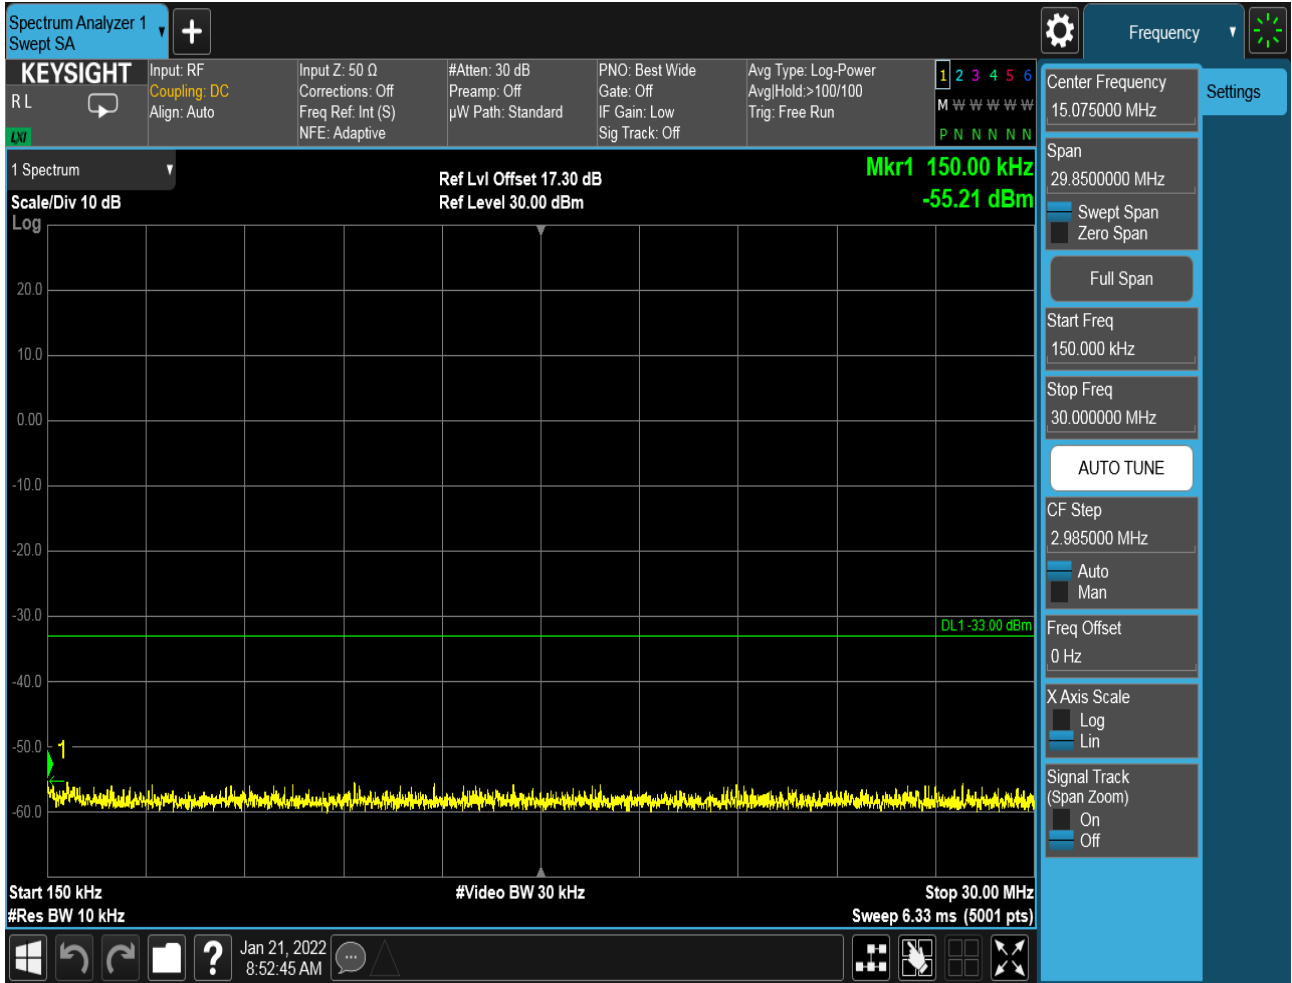 Spectrum Analyzer 1
Swept SA
+
Frequency
KEYSIGHT
R L
LXI
Input: RF
Coupling: DC
Align: Auto
Input Z: 50 Ω
Corrections: Off
Freq Ref: Int (S)
NFE: Adaptive
#Atten: 30 dB
Preamp: Off
µW Path: Standard
PNO: Best Wide
Gate: Off
IF Gain: Low
Sig Track: Off
Avg Type: Log-Power
Avg|Hold:>100/100
Trig: Free Run
1 2 3 4 5 6
M W W W W W
P N N N N N
1 Spectrum
Scale/Div 10 dB
Log
Ref Lvl Offset 17.30 dB
Ref Level 30.00 dBm
Mkr1 150.00 kHz
-55.21 dBm
20.0
10.0
0.00
-10.0
-20.0
-30.0
DL1 -33.00 dBm
-40.0
-50.0
1
-60.0
Start 150 kHz
#Video BW 30 kHz
Stop 30.00 MHz
#Res BW 10 kHz
Sweep 6.33 ms (5001 pts)
?
Jan 21, 2022
8:52:45 AM
Center Frequency
15.075000 MHz
Settings
Span
29.8500000 MHz
Swept Span
Zero Span
Full Span
Start Freq
150.000 kHz
Stop Freq
30.000000 MHz
AUTO TUNE
CF Step
2.985000 MHz
Auto
Man
Freq Offset
0 Hz
X Axis Scale
Log
Lin
Signal Track
(Span Zoom)
On
Off